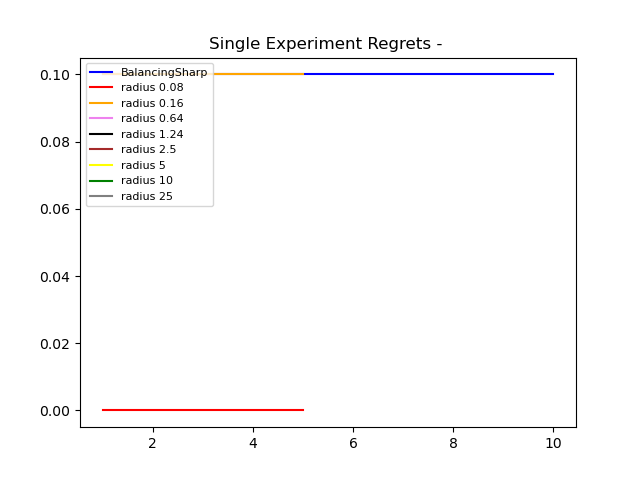 Single Experiment Regrets -
0.10
0.08
0.06
0.04
0.02
0.00
BalancingSharp
radius 0.08
radius 0.16
radius 0.64
radius 1.24
radius 2.5
radius 5
radius 10
radius 25
2 4 6 8 10